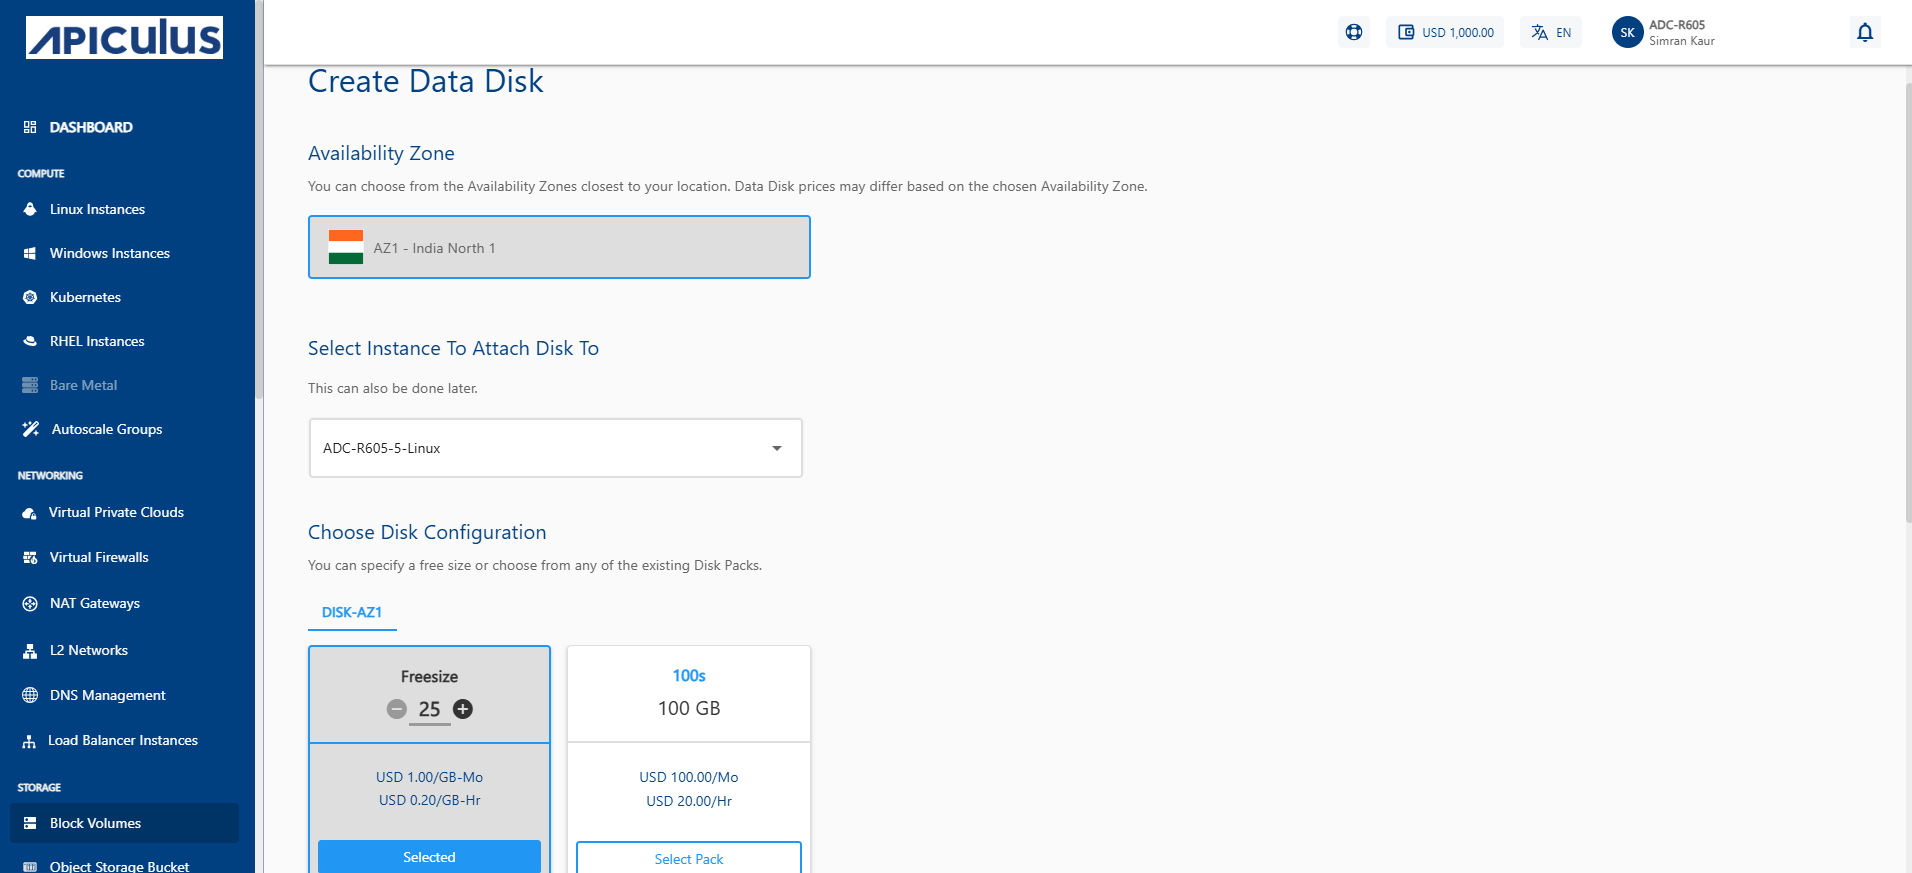 APICULUS
DASHBOARD
COMPUTE
Linux Instances
Windows Instances
Kubernetes
RHEL Instances
Bare Metal
Autoscale Groups
NETWORKING
Virtual Private Clouds
Virtual Firewalls
NAT Gateways
L2 Networks
DNS Management
Load Balancer Instances
STORAGE
Block Volumes
Object Storage Bucket
USD 1,000.00
EN
SK
ADC-R605
Simran Kaur
Create Data Disk
Availability Zone
You can choose from the Availability Zones closest to your location. Data Disk prices may differ based on the chosen Availability Zone.
AZ1 - India North 1
Select Instance To Attach Disk To
This can also be done later.
ADC-R605-5-Linux
Choose Disk Configuration
You can specify a free size or choose from any of the existing Disk Packs.
DISK-AZ1
Freesize
25
USD 1.00/GB-Mo
USD 0.20/GB-Hr
Selected
100s
100 GB
USD 100.00/Mo
USD 20.00/Hr
Select Pack